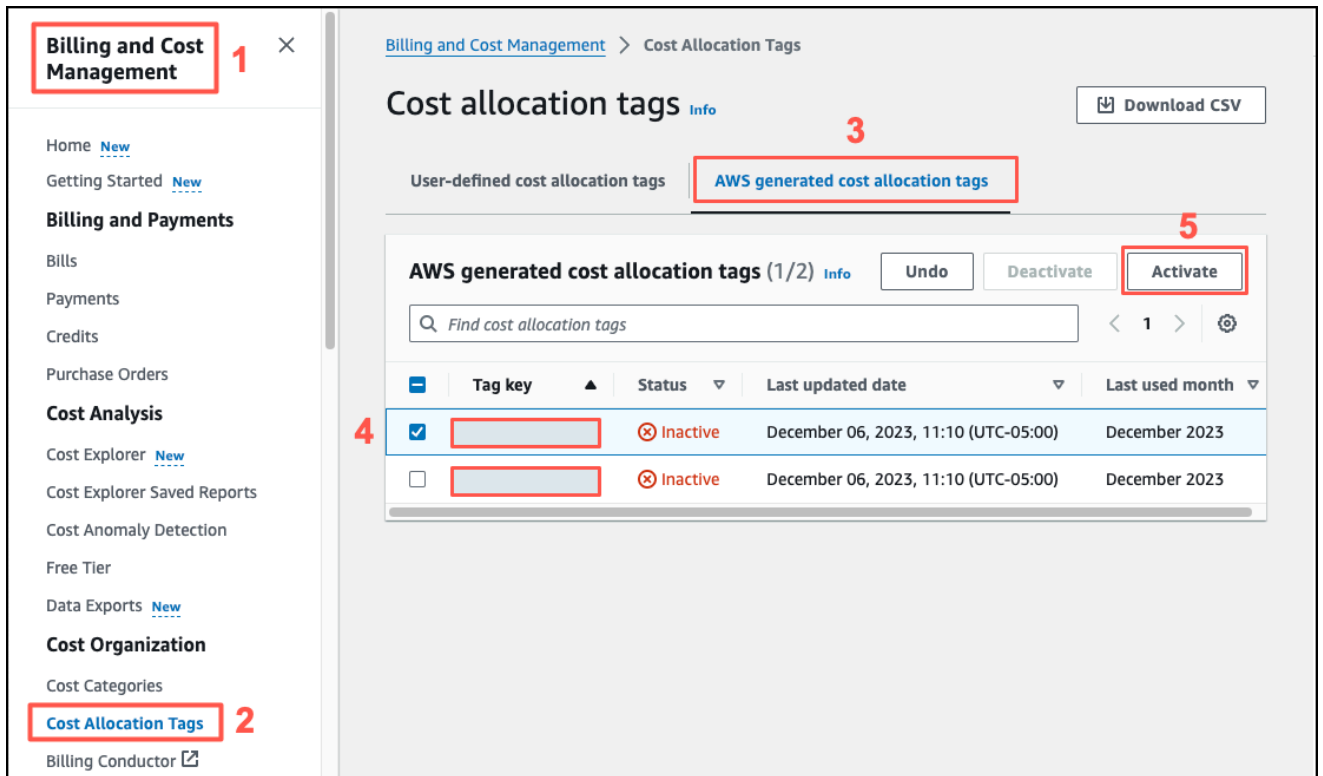 Billing and Cost
Management
1
Home New
Getting Started New
Billing and Payments
Bills
Payments
Credits
Purchase Orders
Cost Analysis
Cost Explorer New
Cost Explorer Saved Reports
Cost Anomaly Detection
Free Tier
Data Exports New
Cost Organization
Cost Categories
Cost Allocation Tags 2
Billing Conductor
Billing and Cost Management > Cost Allocation Tags
Cost allocation tags Info
Download CSV
3
User-defined cost allocation tags
AWS generated cost allocation tags
5
AWS generated cost allocation tags (1/2) Info
Undo
Deactivate
Activate
Find cost allocation tags
1
Tag key Status Last updated date Last used month
4 Inactive December 06, 2023, 11:10 (UTC-05:00) December 2023
Inactive December 06, 2023, 11:10 (UTC-05:00) December 2023